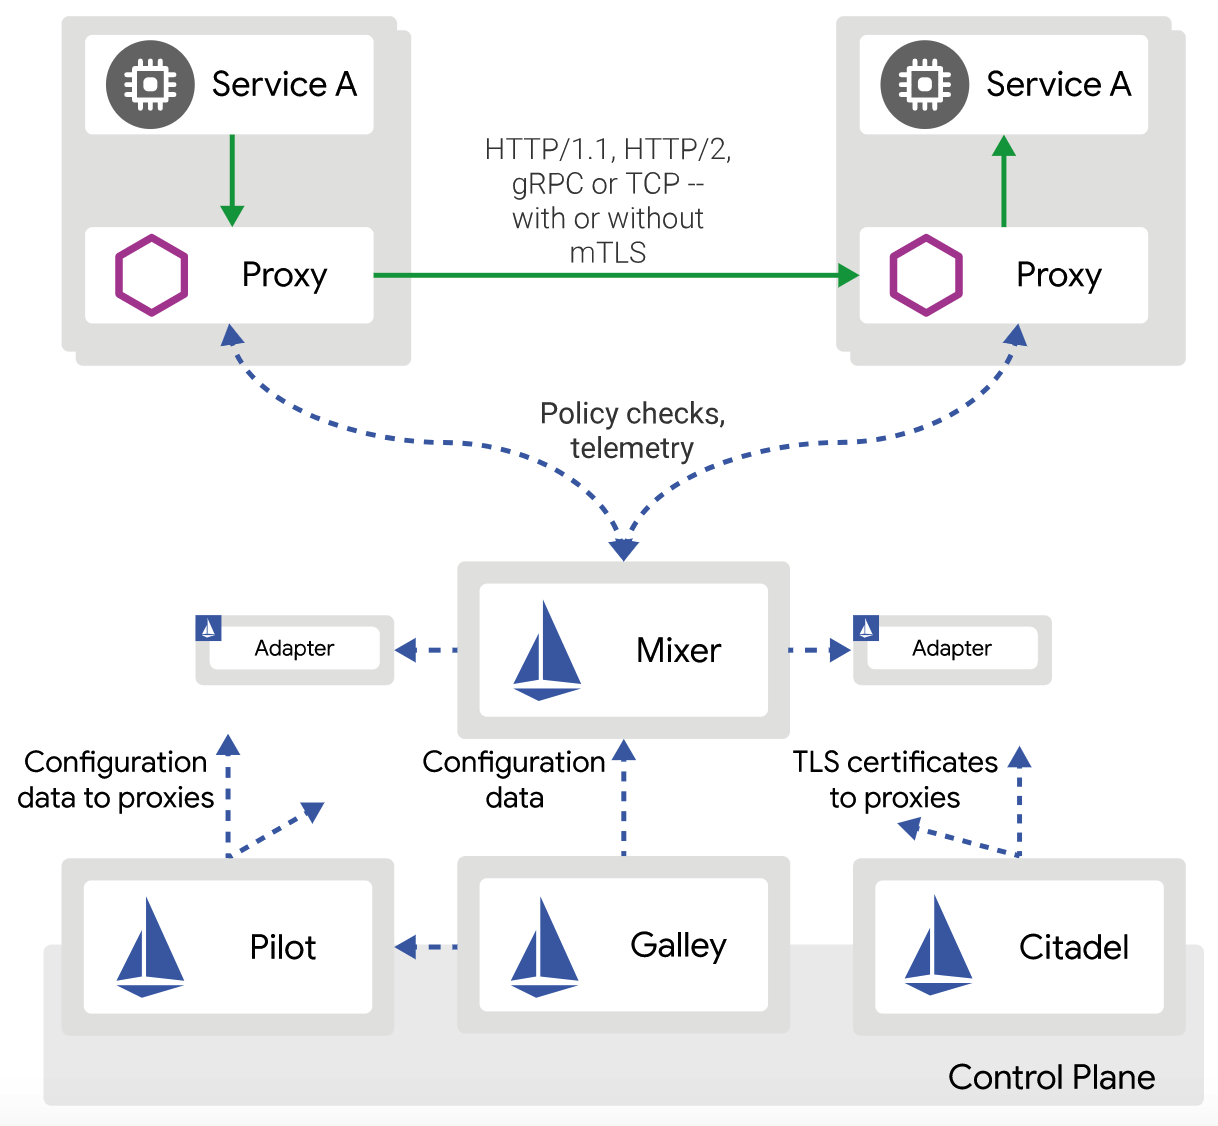 Service A
Service A
HTTP/1.1, HTTP/2,
gRPC or TCP --
with or without
mTLS
Proxy
Proxy
Policy checks,
telemetry
Adapter
Mixer
Adapter
Configuration
data to proxies
Configuration
data
TLS certificates
to proxies
Pilot
Galley
Citadel
Control Plane